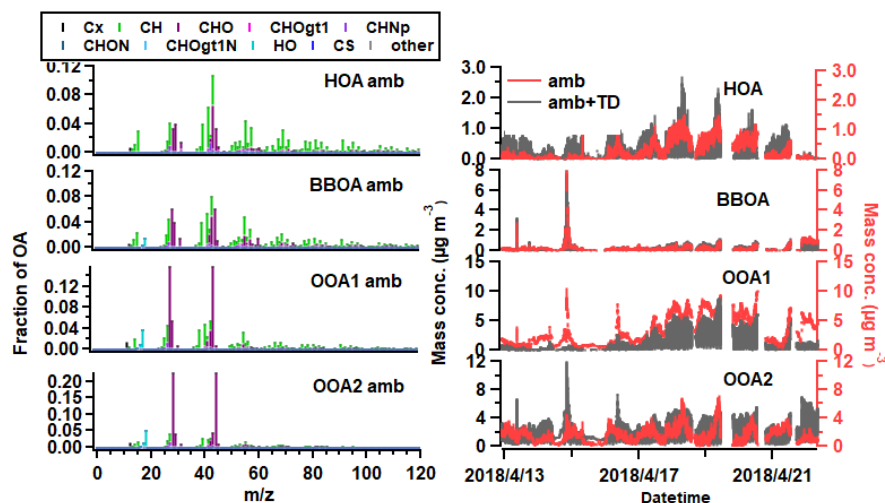 Cx CH CHO CHOgt1 CHNp
CHON CHOgt1N HO CS other
Fraction of OA
0.12
0.08
0.04
0.00
HOA amb
0.12
0.08
0.04
0.00
BBOA amb
0.12
0.08
0.04
0.00
OOA1 amb
0.20
0.15
0.10
0.05
0.00
OOA2 amb
0 20 40 60 80 100 120
m/z
Mass conc. (µg m⁻³)
3.0
2.0
1.0
0.0
amb
amb+TD
HOA
3.0
2.0
1.0
0.0
8
6
4
2
0
BBOA
8
6
4
2
0
15
10
5
0
OOA1
15
10
5
0
12
8
4
0
OOA2
12
8
4
0
Mass conc. (µg m⁻³)
2018/4/13 2018/4/17 2018/4/21
Datetime